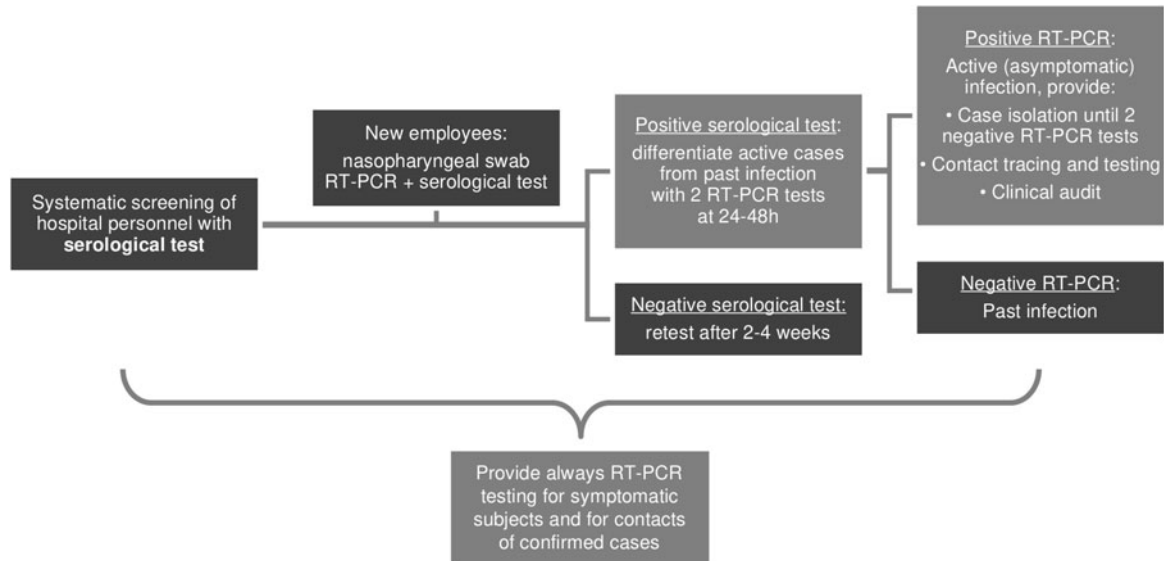 Systematic screening of
hospital personnel with
serological test
New employees:
nasopharyngeal swab
RT-PCR + serological test
Positive serological test:
differentiate active cases
from past infection
with 2 RT-PCR tests
at 24-48h
Negative serological test:
retest after 2-4 weeks
Positive RT-PCR:
Active (asymptomatic)
infection, provide:
• Case isolation until 2
negative RT-PCR tests
• Contact tracing and testing
• Clinical audit
Negative RT-PCR:
Past infection
Provide always RT-PCR
testing for symptomatic
subjects and for contacts
of confirmed cases